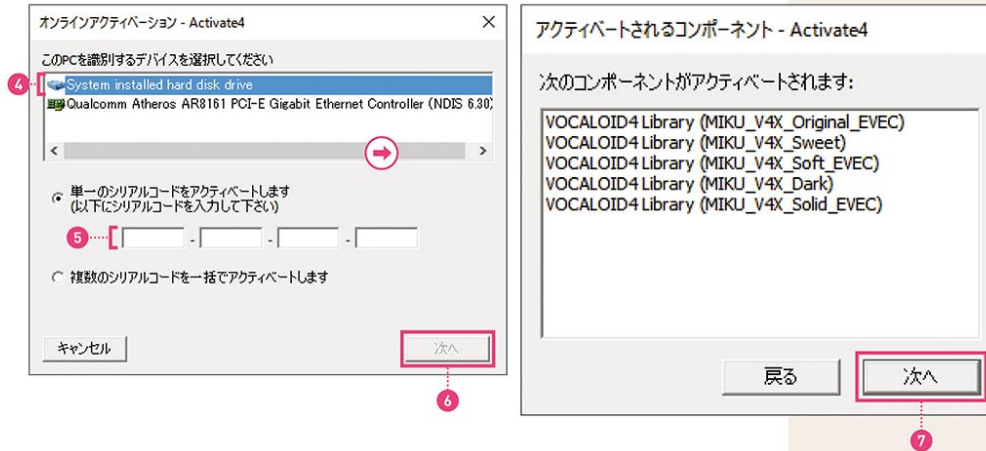 オンラインアクティベーション - Activate4
このPCを識別するデバイスを選択してください
4
System installed hard disk drive
Qualcomm Atheros AR8161 PCI-E Gigabit Ethernet Controller (NDIS 6.30)
単一のシリアルコードをアクティベートします
(以下にシリアルコードを入力して下さい)
5
- - -
複数のシリアルコードを一括でアクティベートします
キャンセル
次へ
6
アクティベートされるコンポーネント - Activate4
次のコンポーネントがアクティベートされます:
VOCALOID4 Library (MIKU_V4X_Original_EVEC)
VOCALOID4 Library (MIKU_V4X_Sweet)
VOCALOID4 Library (MIKU_V4X_Soft_EVEC)
VOCALOID4 Library (MIKU_V4X_Dark)
VOCALOID4 Library (MIKU_V4X_Solid_EVEC)
戻る
次へ
7